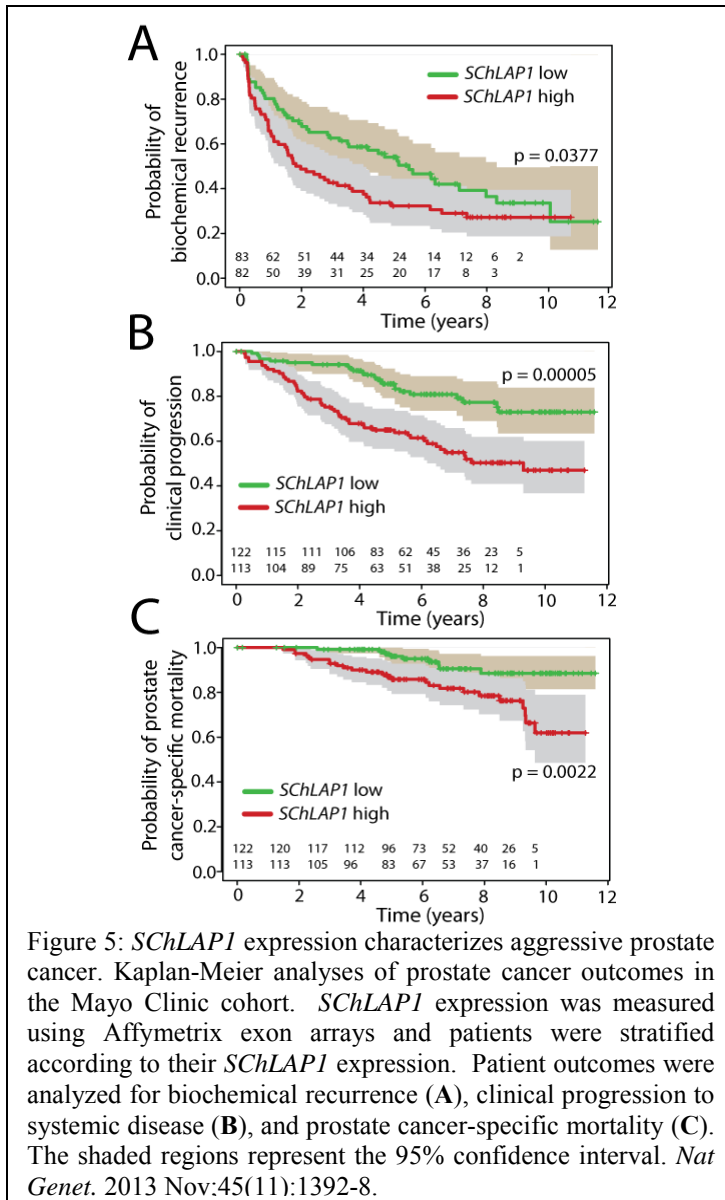 A
Probability of
biochemical recurrence
1.0
0.8
0.6
0.4
0.2
0.0
SChLAP1 low
SChLAP1 high
p = 0.0377
83 62 51 44 34 24 14 12 6 2
82 50 39 31 25 20 17 8 3
0 2 4 6 8 10 12
Time (years)
B
Probability of
clinical progression
1.0
0.8
0.6
0.4
0.2
0.0
p = 0.00005
SChLAP1 low
SChLAP1 high
122 115 111 106 83 62 45 36 23 5
113 104 89 75 63 51 38 25 12 1
0 2 4 6 8 10 12
Time (years)
C
Probability of prostate
cancer-specific mortality
1.0
0.8
0.6
0.4
0.2
0.0
p = 0.0022
SChLAP1 low
SChLAP1 high
122 120 117 112 96 73 52 40 26 5
113 113 105 96 83 67 53 37 16 1
0 2 4 6 8 10 12
Time (years)
Figure 5: SChLAP1 expression characterizes aggressive prostate
cancer. Kaplan-Meier analyses of prostate cancer outcomes in
the Mayo Clinic cohort. SChLAP1 expression was measured
using Affymetrix exon arrays and patients were stratified
according to their SChLAP1 expression. Patient outcomes were
analyzed for biochemical recurrence (A), clinical progression to
systemic disease (B), and prostate cancer-specific mortality (C).
The shaded regions represent the 95% confidence interval. Nat
Genet. 2013 Nov;45(11):1392-8.